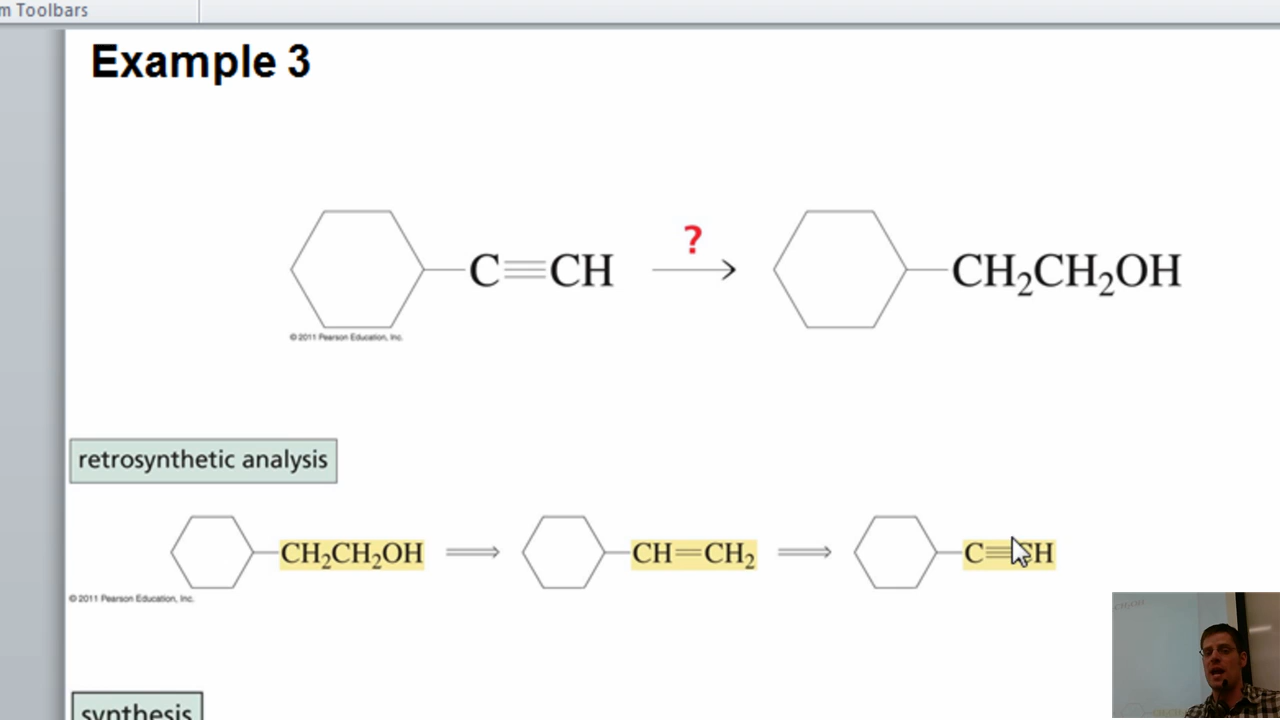 m Toolbars
Example 3
C≡CH ? CH₂CH₂OH
© 2011 Pearson Education, Inc.
retrosynthetic analysis
CH₂CH₂OH CH=CH₂ C≡CH
© 2011 Pearson Education, Inc.
synthesis